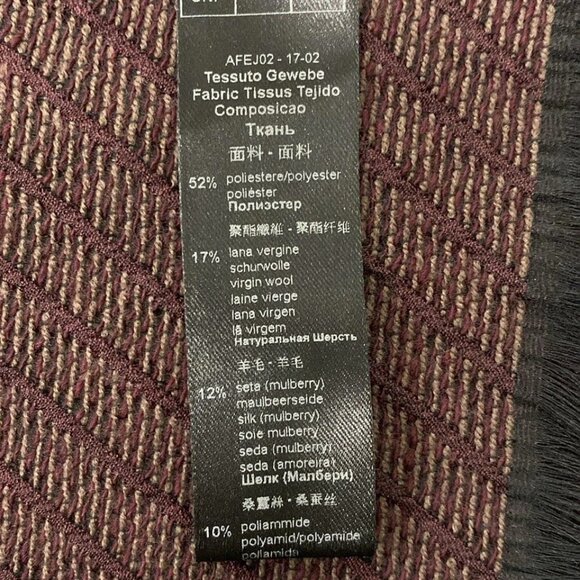 AFEJ02 - 17-02
Tessuto Gewebe
Fabric Tissus Tejido
Composicao
Ткань
面料 - 面料
52% poliestere/polyester
poliéster
Полиэстер
聚酯纖維 - 聚酯纤维
17% lana vergine
schurwolle
virgin wool
laine vierge
lana virgen
lã virgem
Натуральная Шерсть
羊毛 - 羊毛
12% seta (mulberry)
maulbeerseide
silk (mulberry)
soie mulberry
seda (mulberry)
seda (amoreira)
Шелк (Малбери)
桑蠶絲 - 桑蚕丝
10% poliammide
polyamid/polyamide
poliamida